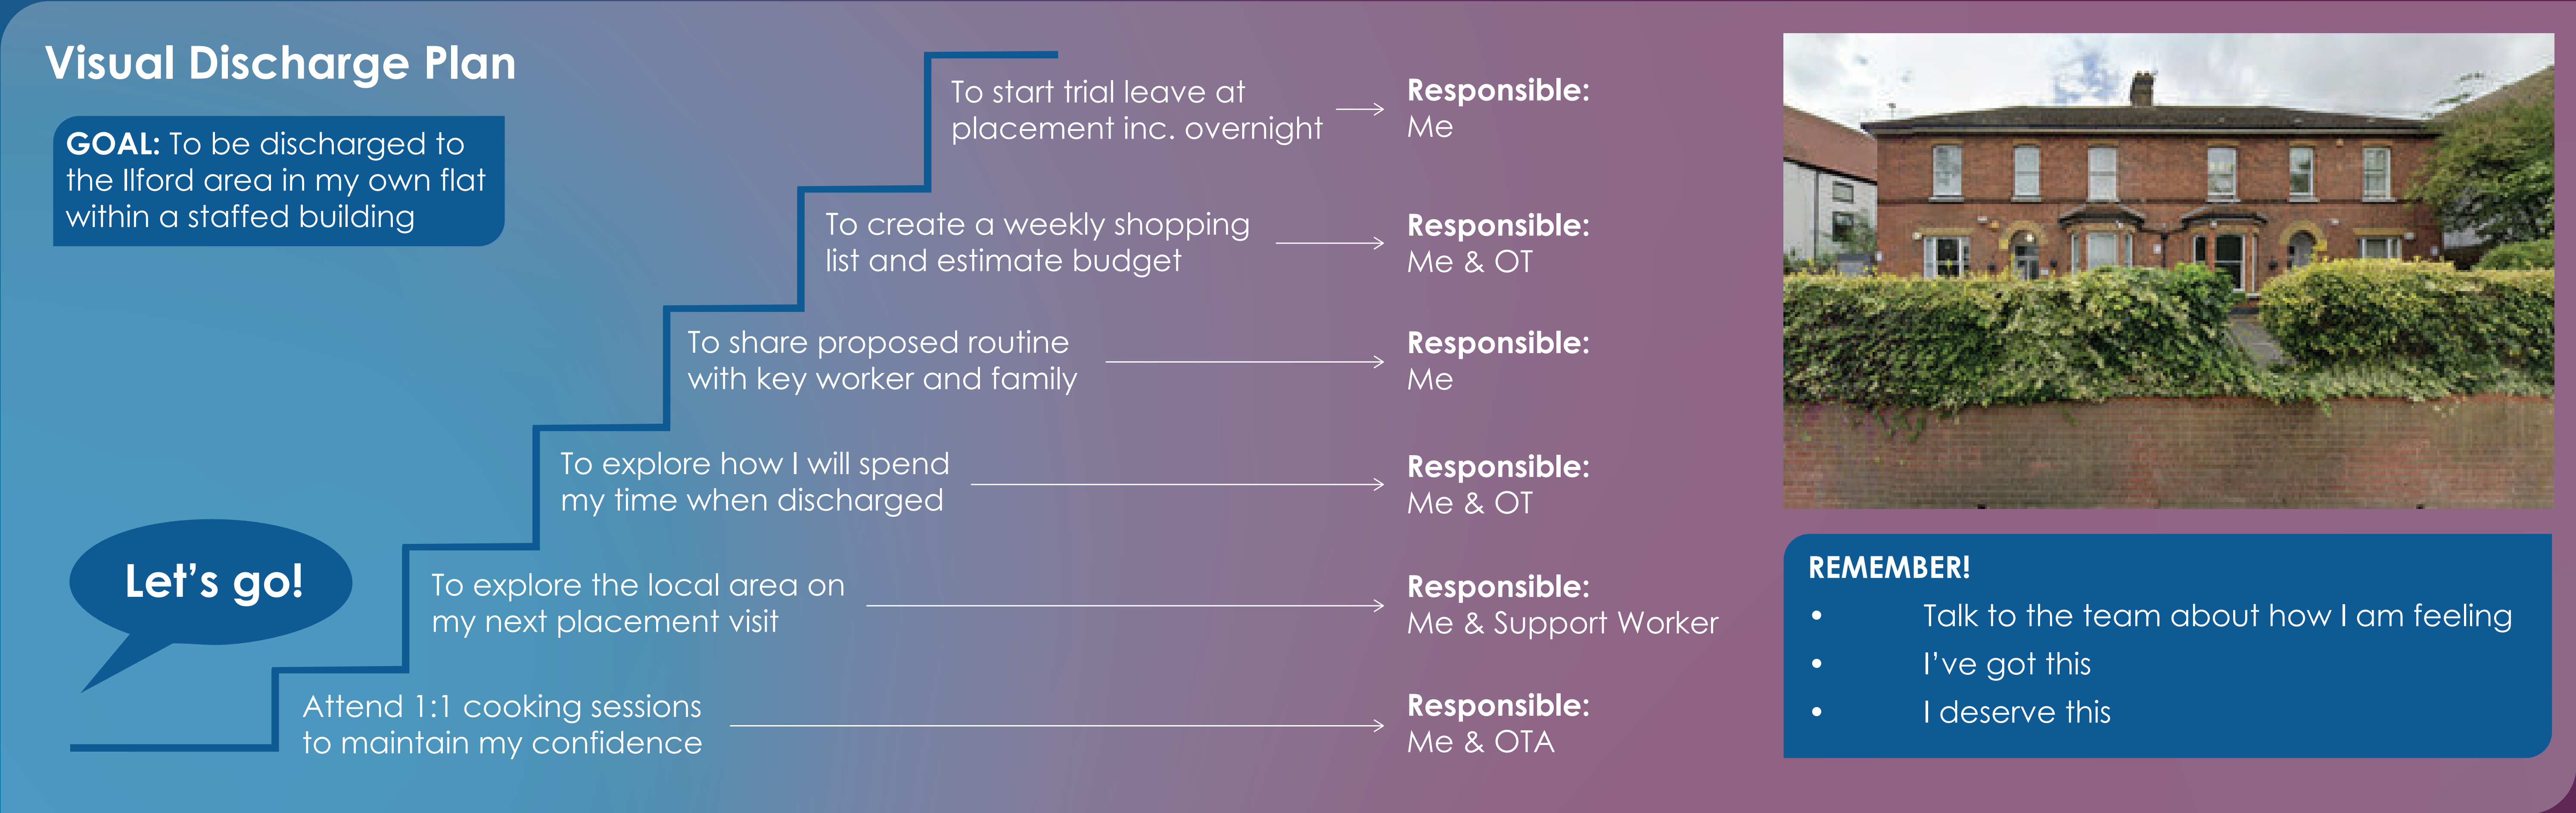 Visual Discharge Plan
GOAL: To be discharged to
the Ilford area in my own flat
within a staffed building
To start trial leave at
placement inc. overnight
Responsible:
Me
To create a weekly shopping
list and estimate budget
Responsible:
Me & OT
To share proposed routine
with key worker and family
Responsible:
Me
To explore how I will spend
my time when discharged
Responsible:
Me & OT
Let’s go!
To explore the local area on
my next placement visit
Responsible:
Me & Support Worker
Attend 1:1 cooking sessions
to maintain my confidence
Responsible:
Me & OTA
REMEMBER!
• Talk to the team about how I am feeling
• I’ve got this
• I deserve this